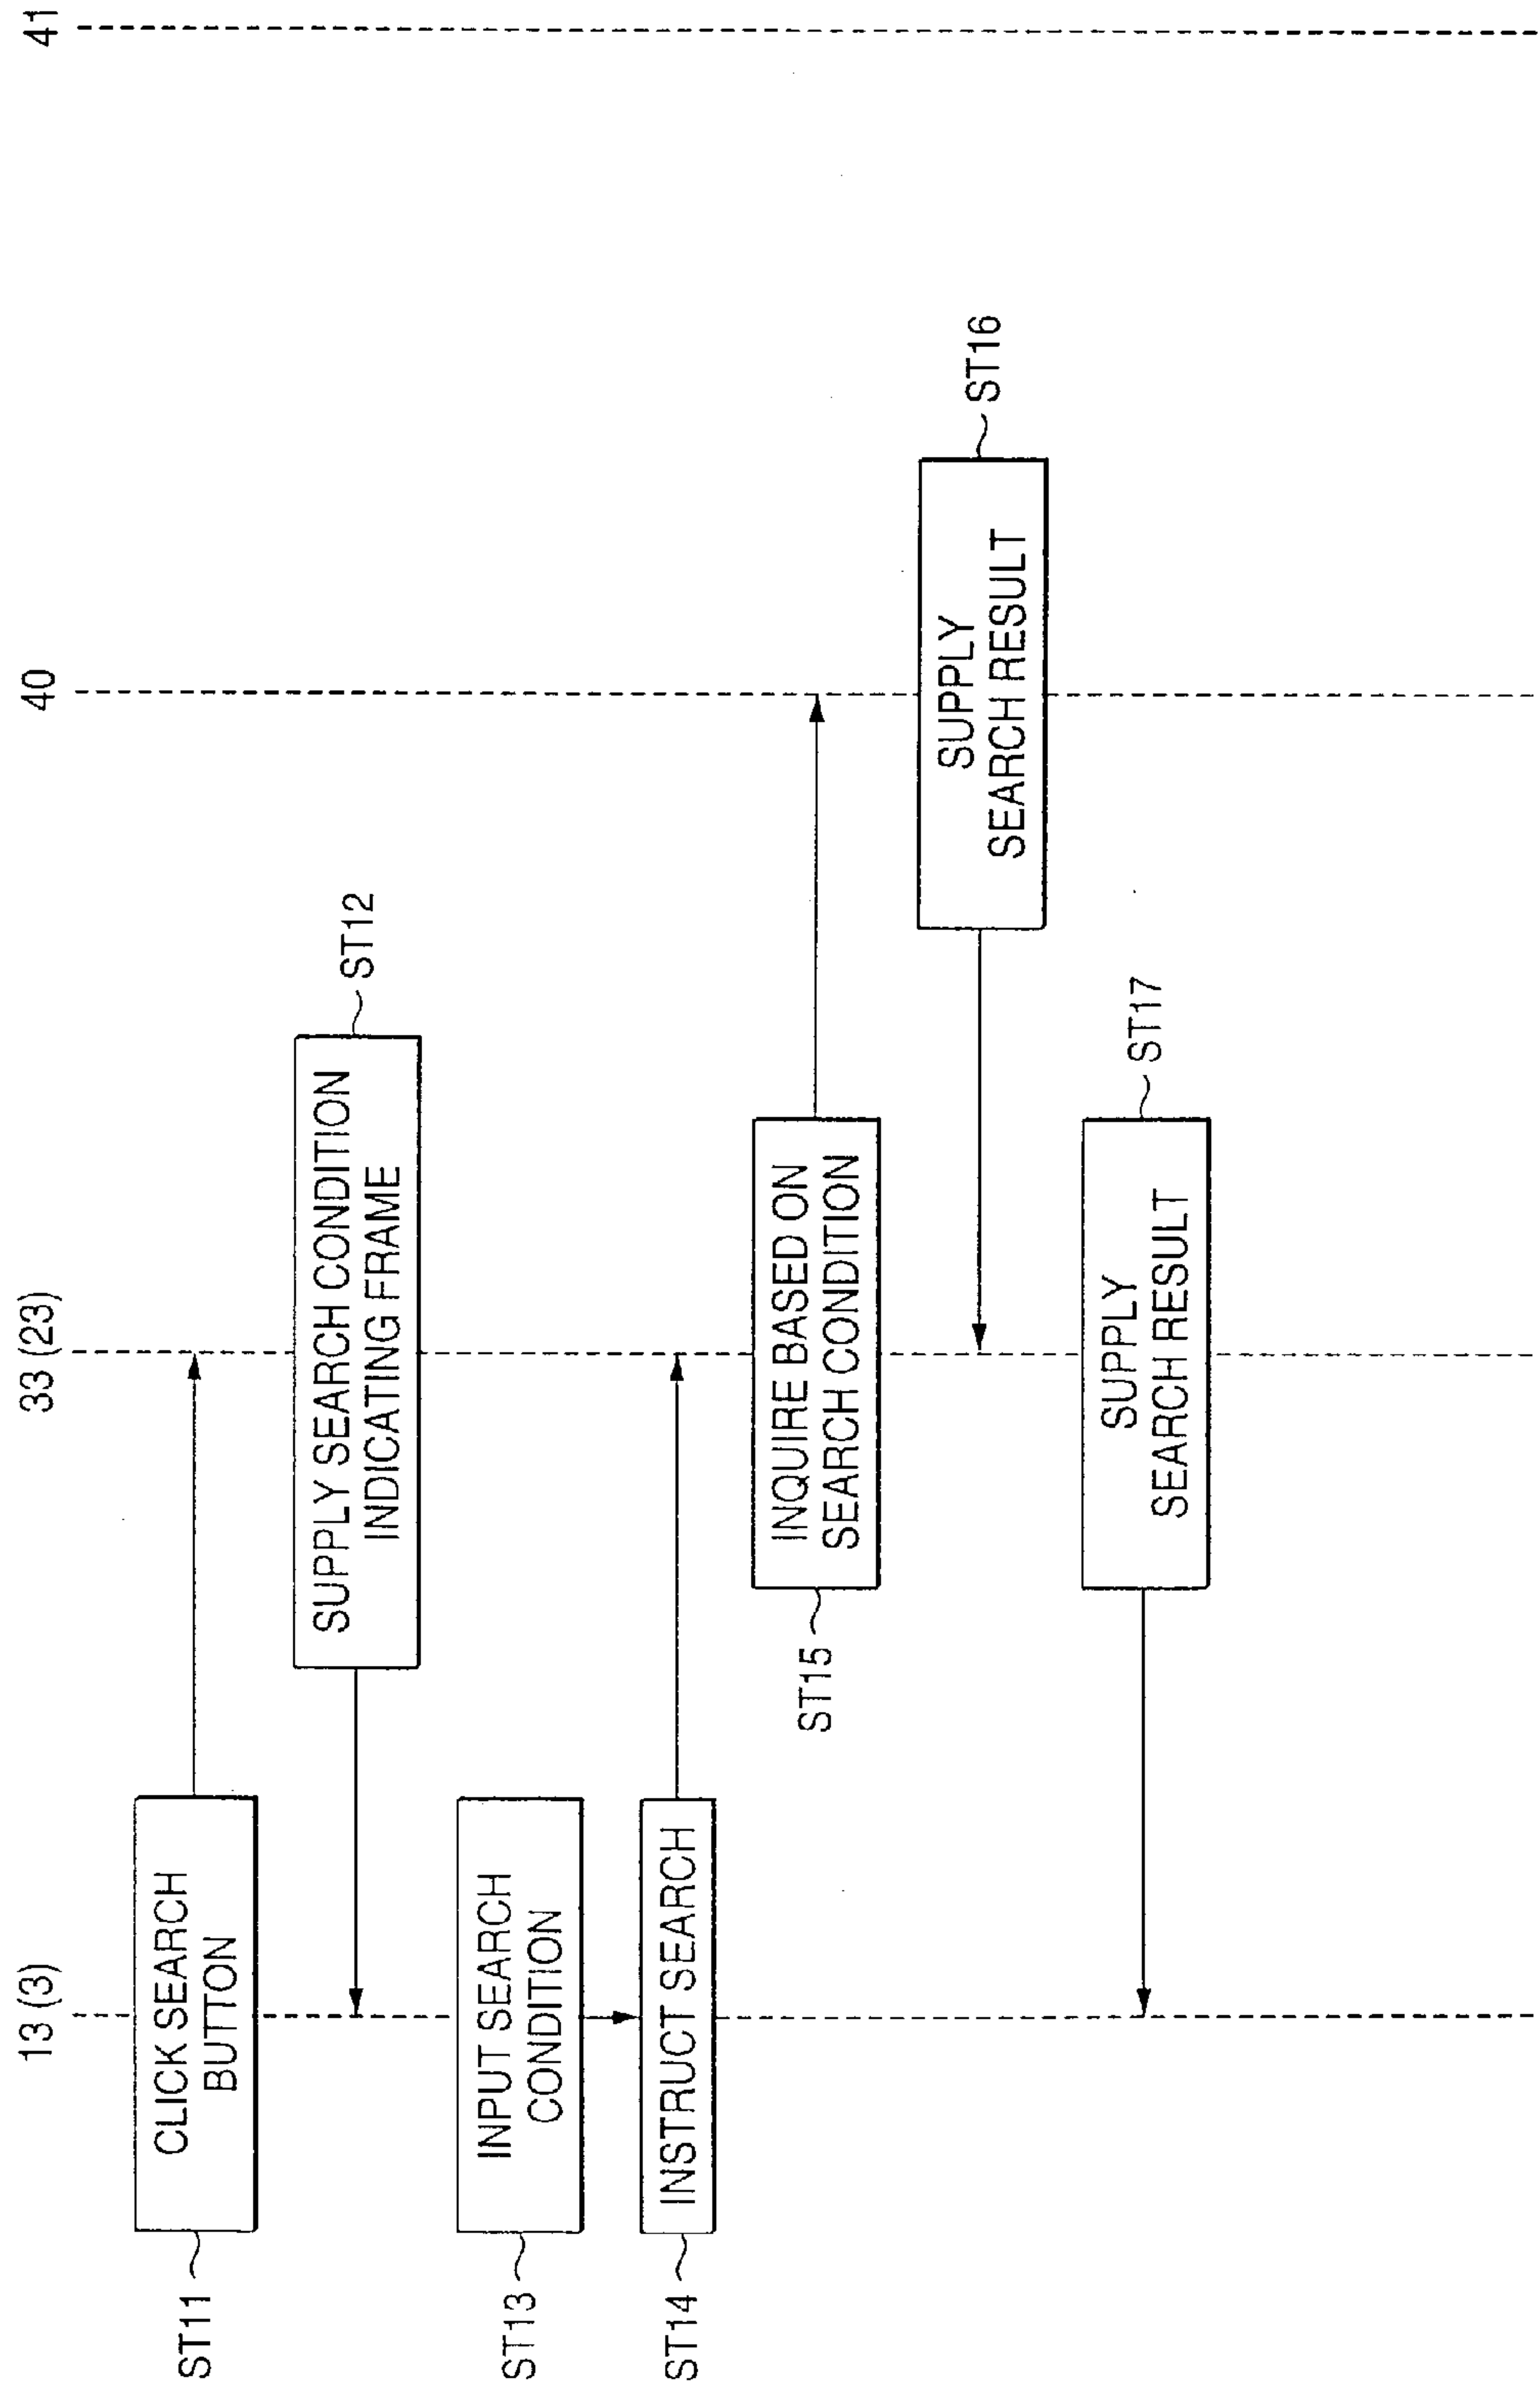 13 (3)
33 (23)
40
41
ST11
CLICK SEARCH
BUTTON
SUPPLY SEARCH CONDITION
INDICATING FRAME
ST12
ST13
INPUT SEARCH
CONDITION
ST14
INSTRUCT SEARCH
ST15
INQUIRE BASED ON
SEARCH CONDITION
SUPPLY
SEARCH RESULT
ST16
SUPPLY
SEARCH RESULT
ST17